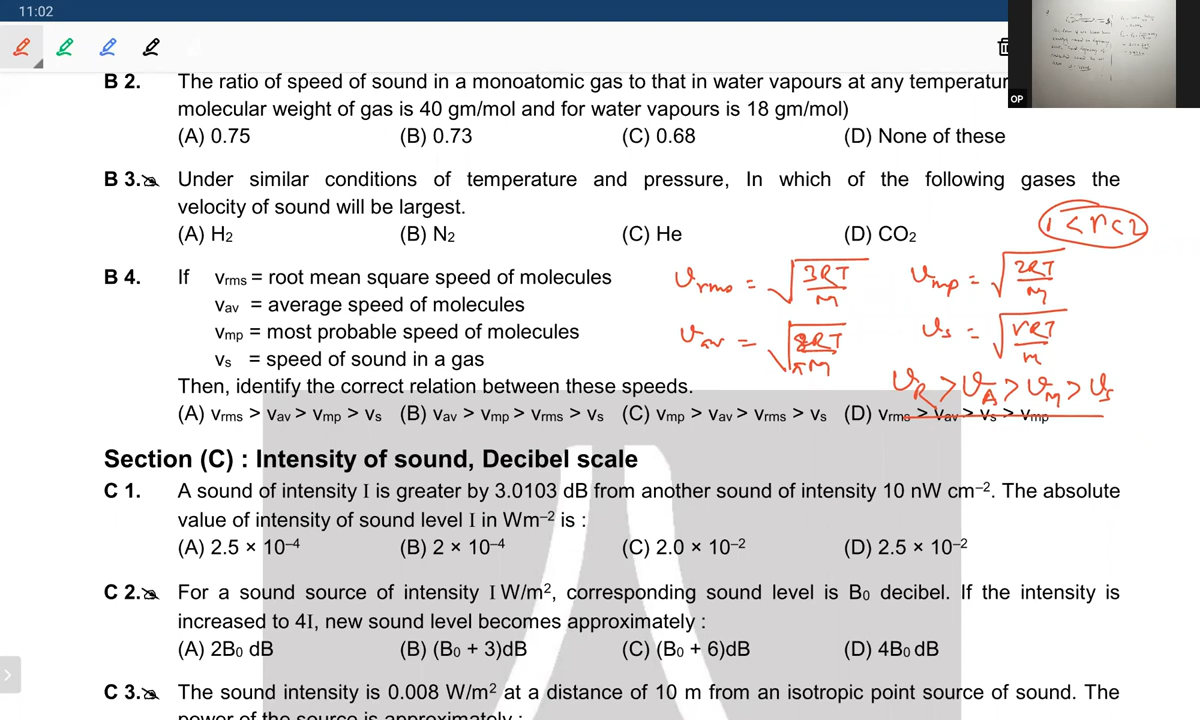 11:02
B 2. The ratio of speed of sound in a monoatomic gas to that in water vapours at any temperatur
molecular weight of gas is 40 gm/mol and for water vapours is 18 gm/mol)
(A) 0.75 (B) 0.73 (C) 0.68 (D) None of these
OP
B 3. Under similar conditions of temperature and pressure, In which of the following gases the
velocity of sound will be largest.
(A) H₂ (B) N₂ (C) He (D) CO₂
1 < r < 2
B 4. If vrms = root mean square speed of molecules
vav = average speed of molecules
vmp = most probable speed of molecules
vs = speed of sound in a gas
vrms = √(3RT/M) vmp = √(2RT/M)
vav = √(8RT/πM) vs = √(rRT/m)
vR > vA > vM > vs
Then, identify the correct relation between these speeds.
(A) vrms > vav > vmp > vs (B) vav > vmp > vrms > vs (C) vmp > vav > vrms > vs (D) vrms > vav > vs > vmp
Section (C) : Intensity of sound, Decibel scale
C 1. A sound of intensity I is greater by 3.0103 dB from another sound of intensity 10 nW cm⁻². The absolute
value of intensity of sound level I in Wm⁻² is :
(A) 2.5 × 10⁻⁴ (B) 2 × 10⁻⁴ (C) 2.0 × 10⁻² (D) 2.5 × 10⁻²
C 2. For a sound source of intensity I W/m², corresponding sound level is B₀ decibel. If the intensity is
increased to 4I, new sound level becomes approximately :
(A) 2B₀ dB (B) (B₀ + 3)dB (C) (B₀ + 6)dB (D) 4B₀ dB
C 3. The sound intensity is 0.008 W/m² at a distance of 10 m from an isotropic point source of sound. The
power of the source is approximately :